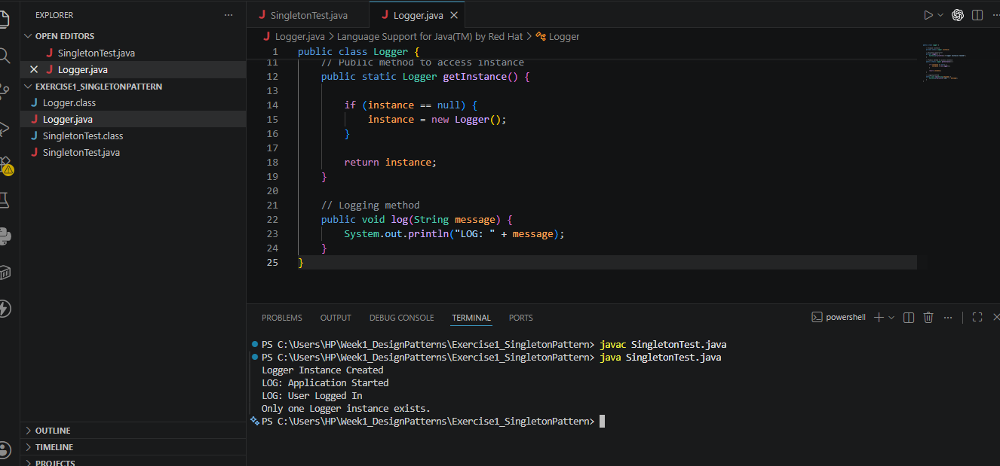 EXPLORER
...
SingletonTest.java
Logger.java
OPEN EDITORS
SingletonTest.java
Logger.java
EXERCISE1_SINGLETONPATTERN
Logger.class
Logger.java
SingletonTest.class
SingletonTest.java
OUTLINE
TIMELINE
PROJECTS
Logger.java > Language Support for Java(TM) by Red Hat > Logger
1 public class Logger {
11 // Public method to access instance
12 public static Logger getInstance() {
13
14 if (instance == null) {
15 instance = new Logger();
16 }
17
18 return instance;
19 }
20
21 // Logging method
22 public void log(String message) {
23 System.out.println("LOG: " + message);
24 }
25 }
PROBLEMS OUTPUT DEBUG CONSOLE TERMINAL PORTS
powershell
PS C:\Users\HP\Week1_DesignPatterns\Exercise1_SingletonPattern> javac SingletonTest.java
PS C:\Users\HP\Week1_DesignPatterns\Exercise1_SingletonPattern> java SingletonTest.java
Logger Instance Created
LOG: Application Started
LOG: User Logged In
Only one Logger instance exists.
PS C:\Users\HP\Week1_DesignPatterns\Exercise1_SingletonPattern>